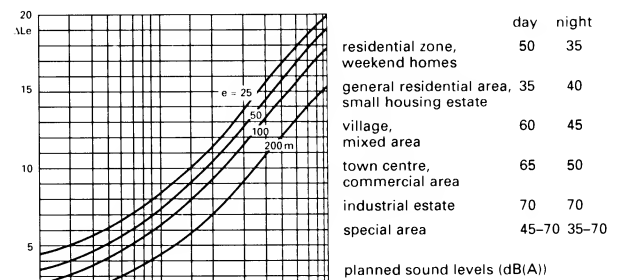 20
ΔLe
15
10
5
e = 25
50
100
200 m
day night
residential zone, 50 35
weekend homes
general residential area, 35 40
small housing estate
village, 60 45
mixed area
town centre, 65 50
commercial area
industrial estate 70 70
special area 45–70 35–70
planned sound levels (dB(A))